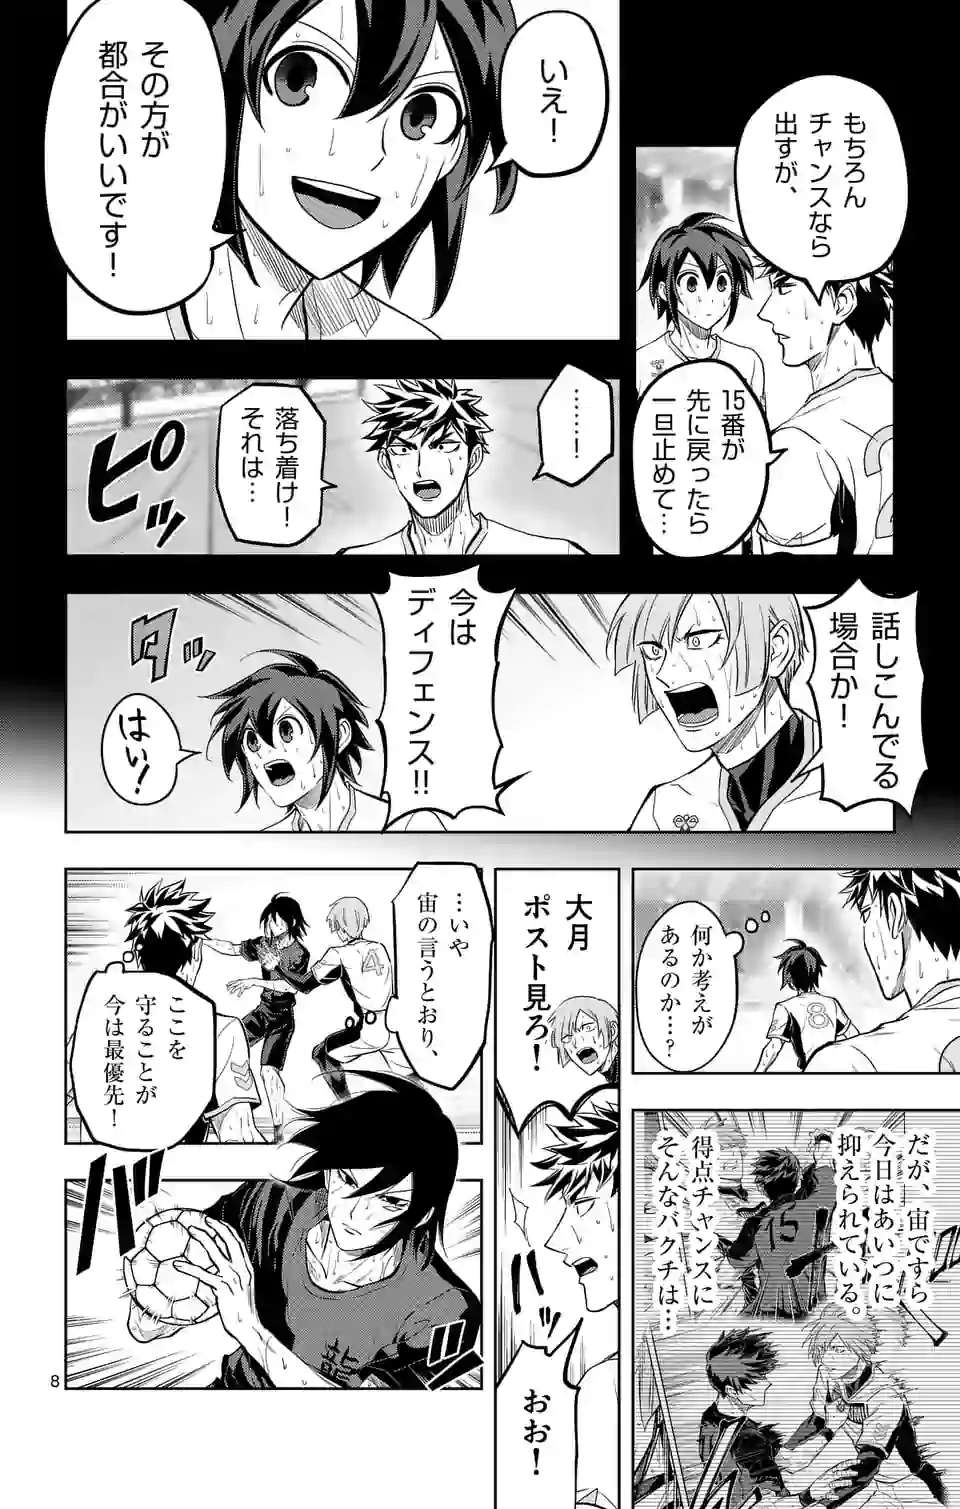 もちろん
チャンスなら
出すが、
15番が
先に戻ったら
一旦止めて…
いえ！
その方が
都合がいいです！
………！
落ち着け！
それは…
ピッ
話しこんでる
場合か！
今は
ディフェンス!!
ダッ
はい！
何か考えが
あるのか…？
8
だが、宙ですら
今日はあいつに
抑えられている。
得点チャンスに
そんなバクチは…
15
大月
ポスト見ろ！
おお！
…いや
宙の言うとおり、
4
ここを
守ることが
今は最優先！
バッ
龍
8